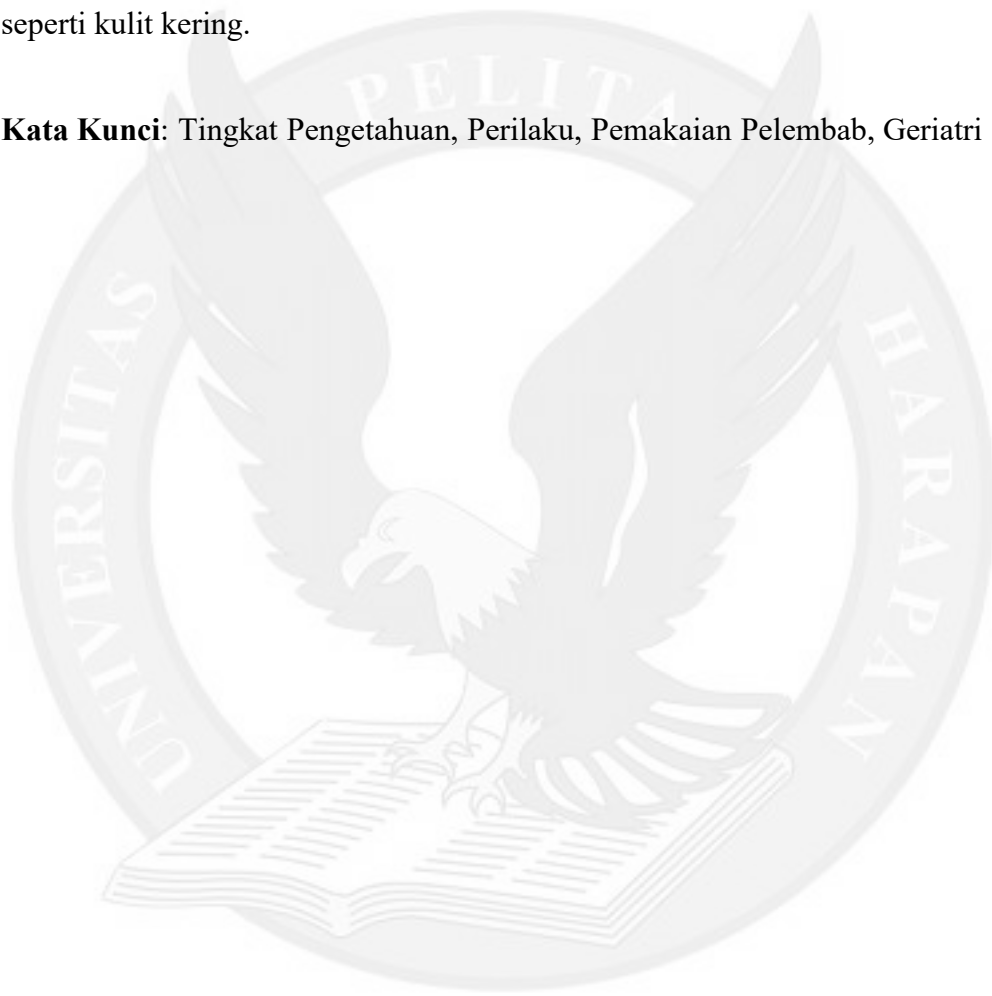 seperti kulit kering.
Kata Kunci: Tingkat Pengetahuan, Perilaku, Pemakaian Pelembab, Geriatri
UNIVERSITAS PELITA HARAPAN